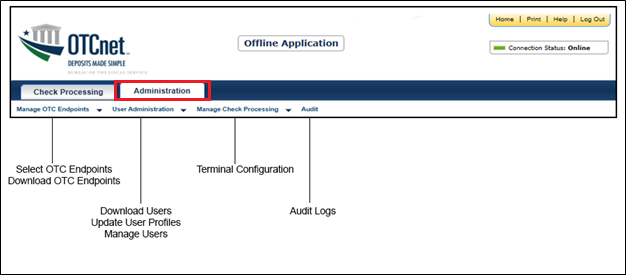 Home | Print | Help | Log Out
OTCnet
DEPOSITS MADE SIMPLE
BUREAU OF THE FISCAL SERVICE
Offline Application
Connection Status: Online
Check Processing
Administration
Manage OTC Endpoints
User Administration
Manage Check Processing
Audit
Select OTC Endpoints
Download OTC Endpoints
Terminal Configuration
Download Users
Update User Profiles
Manage Users
Audit Logs